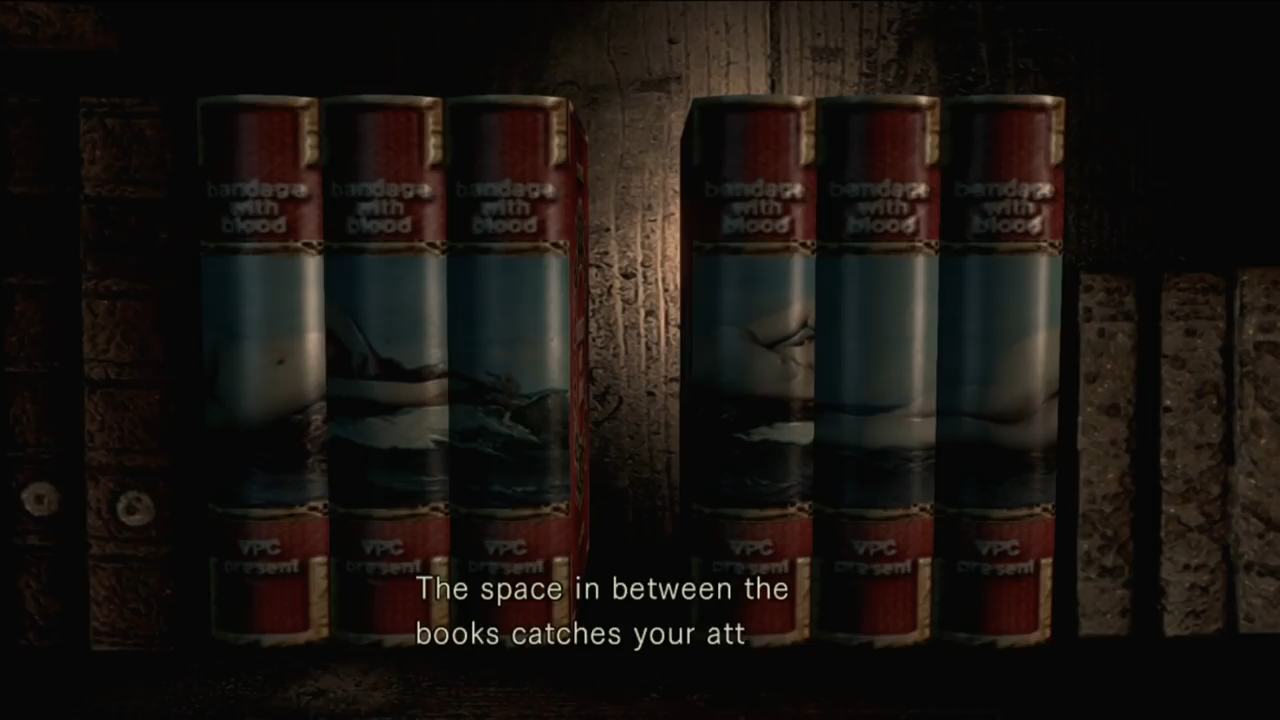 bandage
with
blood
bandage
with
blood
bandage
with
blood
bandage
with
blood
bandage
with
blood
bandage
with
blood
VPC
present
VPC
present
VPC
present
VPC
present
VPC
present
VPC
present
The space in between the
books catches your att